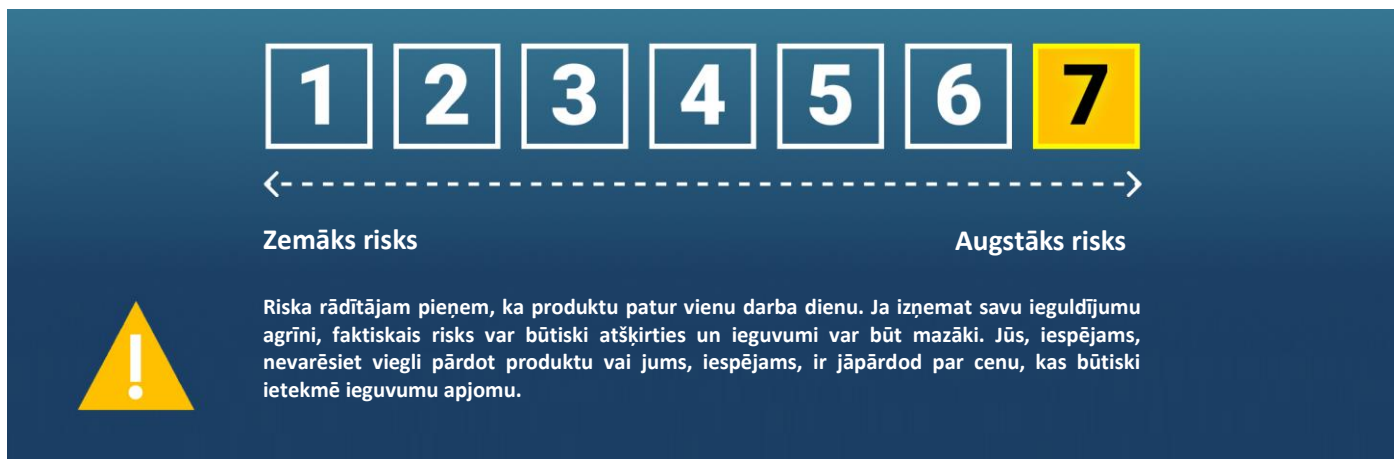 1 2 3 4 5 6 7
Zemāks risks Augstāks risks
Riska rādītājam pieņem, ka produktu patur vienu darba dienu. Ja izņemat savu ieguldījumu
agrīni, faktiskais risks var būtiski atšķirties un ieguvumi var būt mazāki. Jūs, iespējams,
nevarēsiet viegli pārdot produktu vai jums, iespējams, ir jāpārdod par cenu, kas būtiski
ietekmē ieguvumu apjomu.